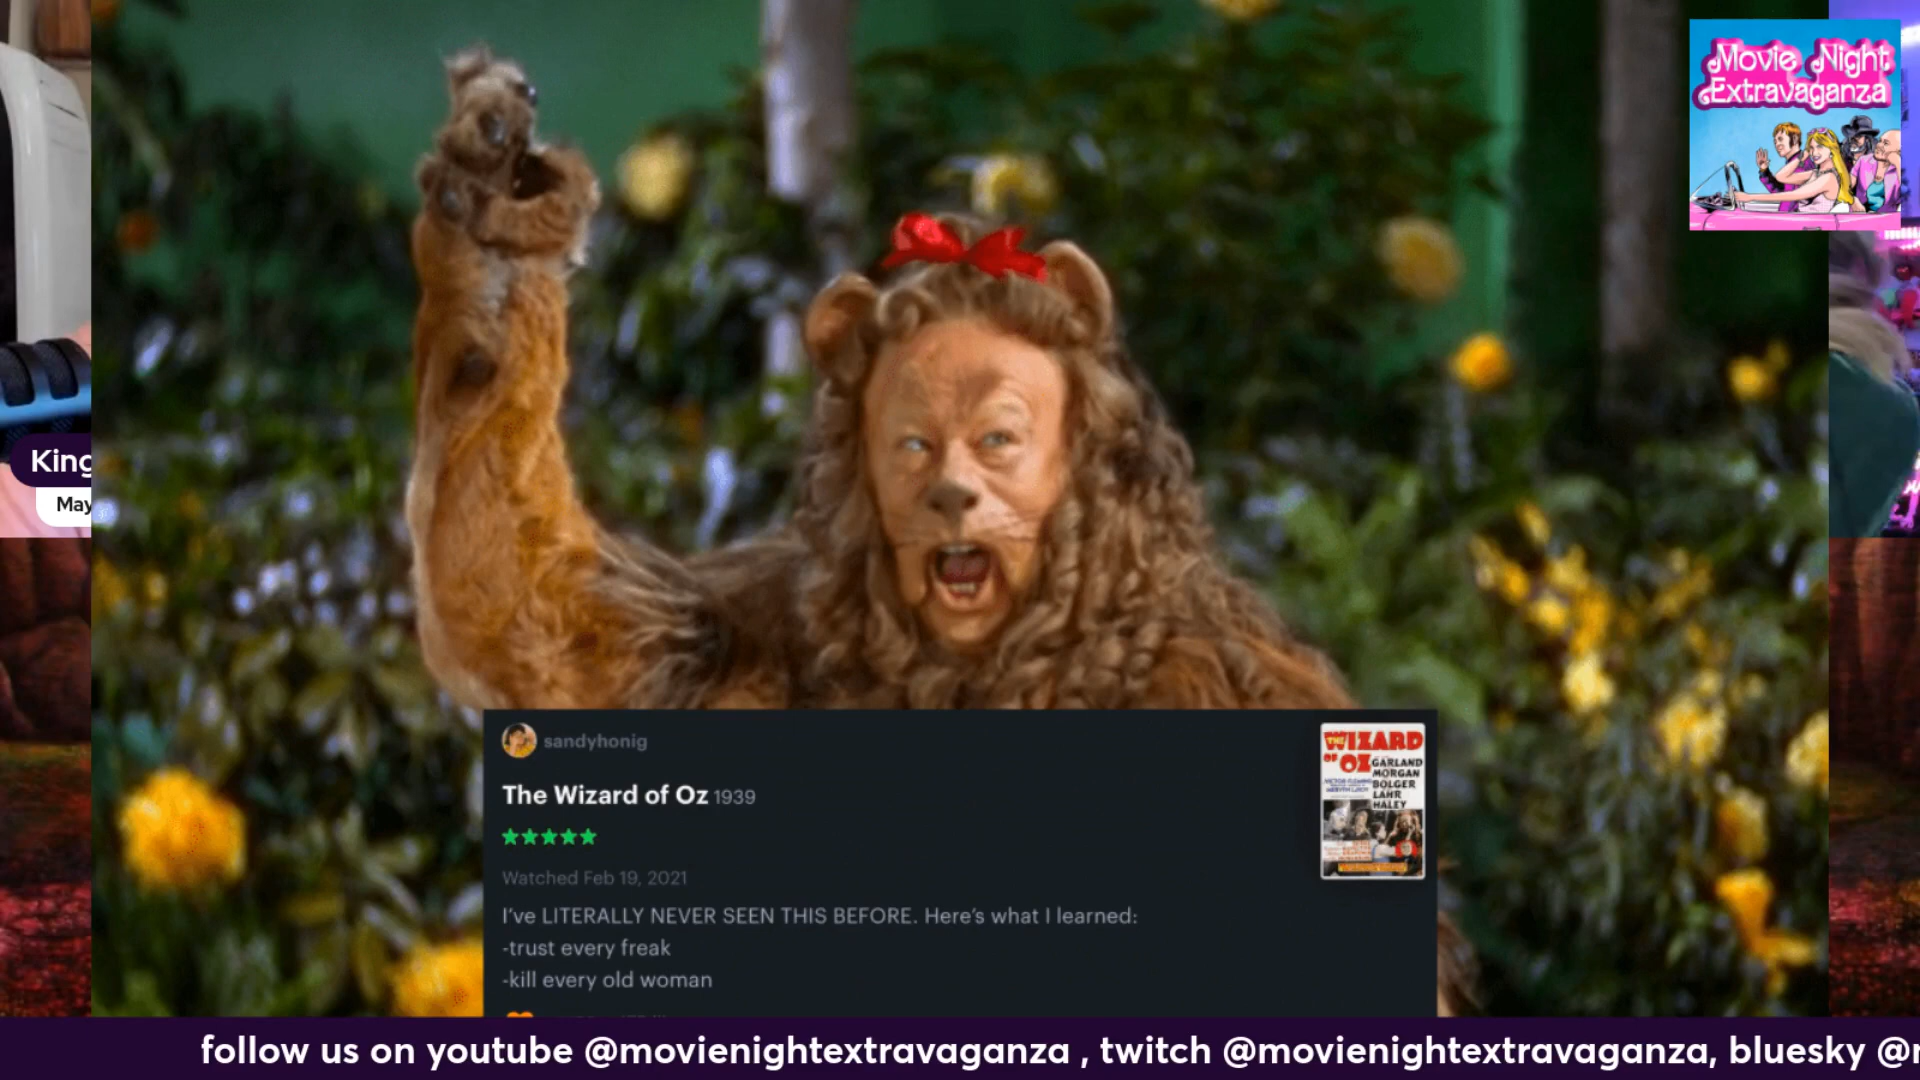 Movie Night
Extravaganza
King
May
sandyhonig
The Wizard of Oz 1939
★★★★★
Watched Feb 19, 2021
I've LITERALLY NEVER SEEN THIS BEFORE. Here's what I learned:
-trust every freak
-kill every old woman
THE WIZARD
OF OZ
GARLAND
MORGAN
BOLGER
LAHR
HALEY
follow us on youtube @movienightextravaganza , twitch @movienightextravaganza, bluesky @